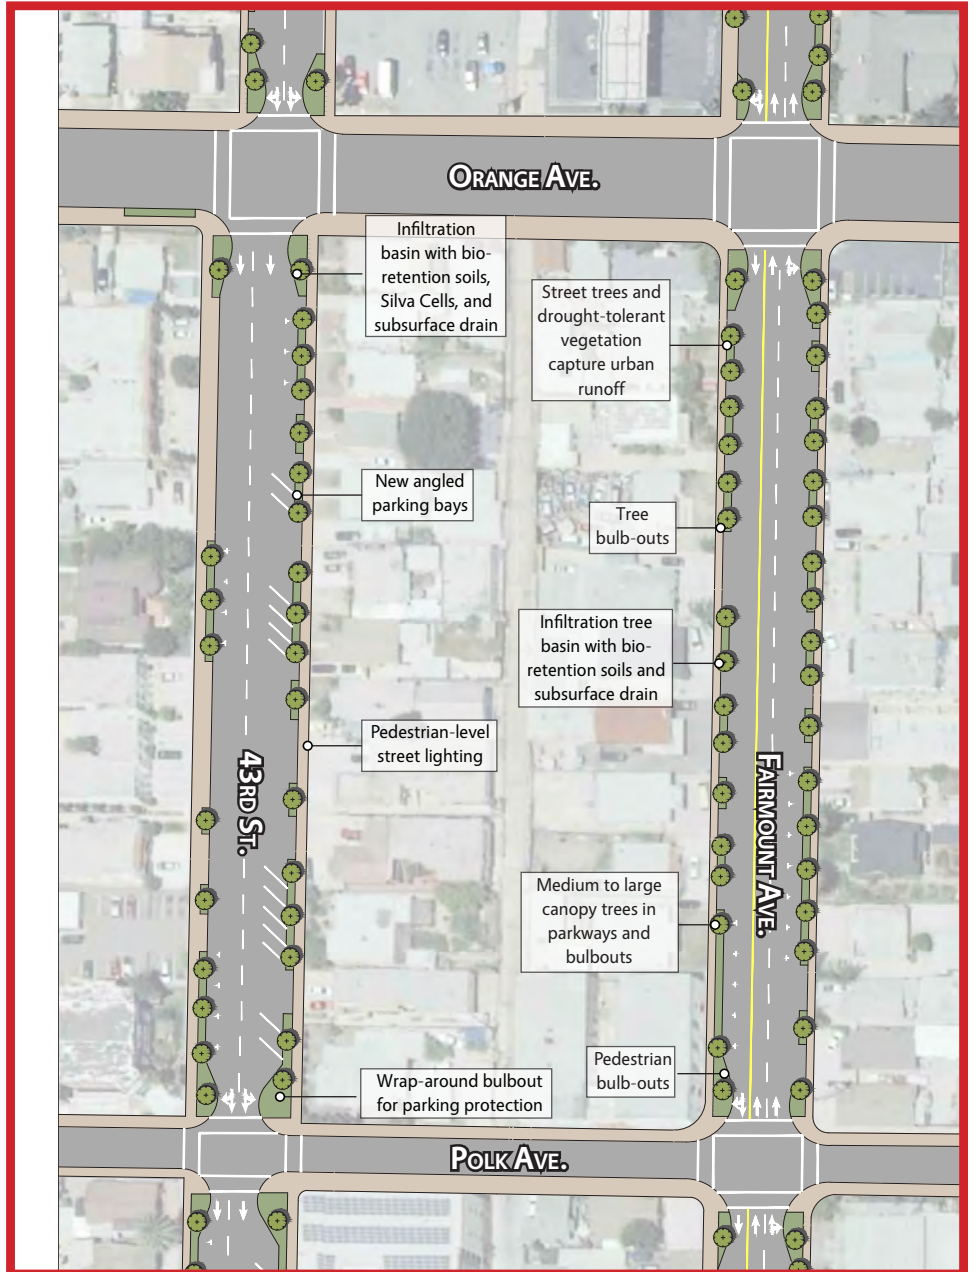 ORANGE AVE.
Infiltration
basin with bio-
retention soils,
Silva Cells, and
subsurface drain
Street trees and
drought-tolerant
vegetation
capture urban
runoff
New angled
parking bays
Tree
bulb-outs
Infiltration tree
basin with bio-
retention soils and
subsurface drain
Pedestrian-level
street lighting
43RD ST.
FAIRMOUNT AVE.
Medium to large
canopy trees in
parkways and
bulbouts
Pedestrian
bulb-outs
Wrap-around bulbout
for parking protection
POLK AVE.